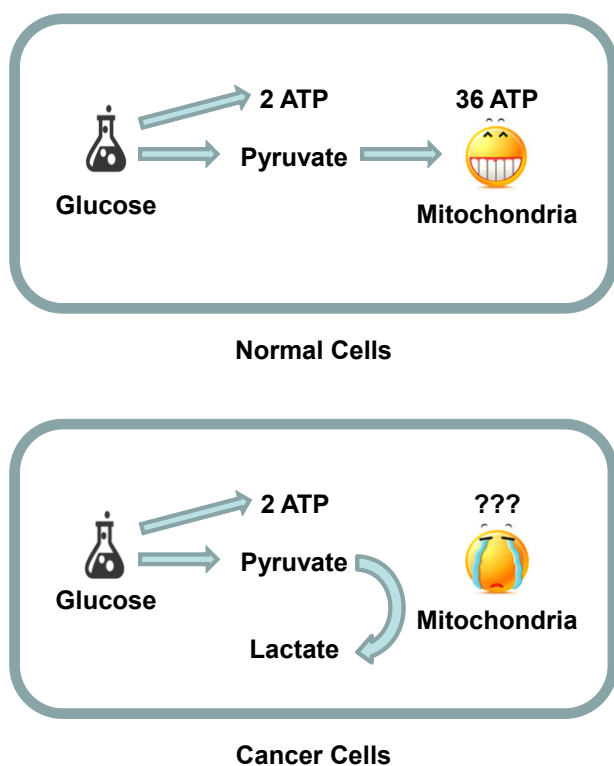 2 ATP
36 ATP
Glucose
Pyruvate
Mitochondria
Normal Cells
2 ATP
???
Glucose
Pyruvate
Mitochondria
Lactate
Cancer Cells